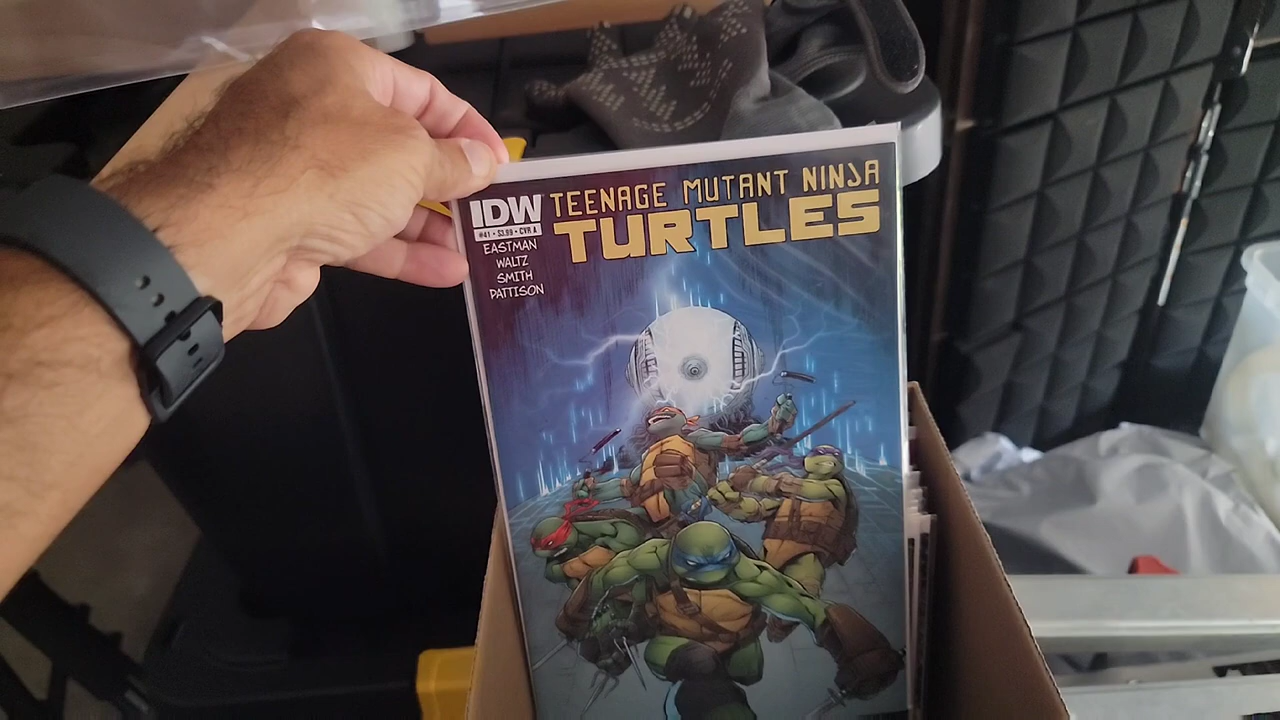 IDW
#41 • $3.99 • CVR A
EASTMAN
WALTZ
SMITH
PATTISON
TEENAGE MUTANT NINJA
TURTLES